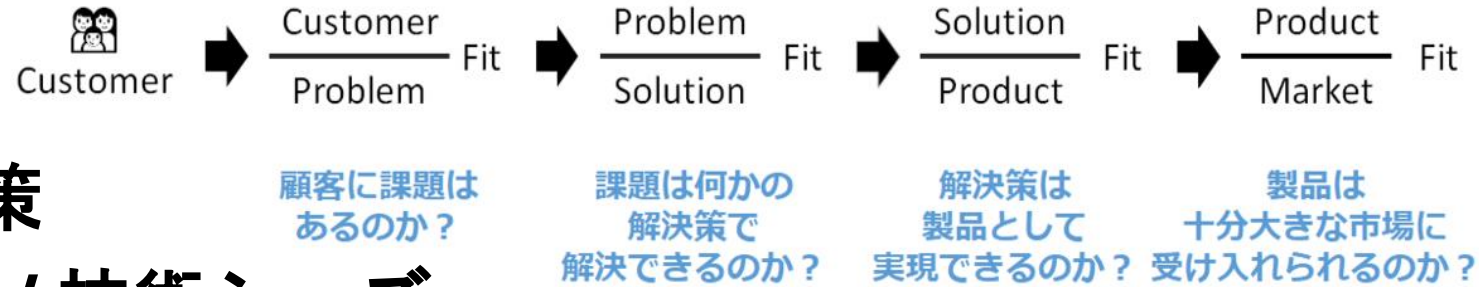 Customer
Customer
Problem
Fit
Problem
Solution
Fit
Solution
Product
Fit
Product
Market
Fit
顧客に課題は
あるのか？
課題は何かの
解決策で
解決できるのか？
解決策は
製品として
実現できるのか？
製品は
十分大きな市場に
受け入れられるのか？
策